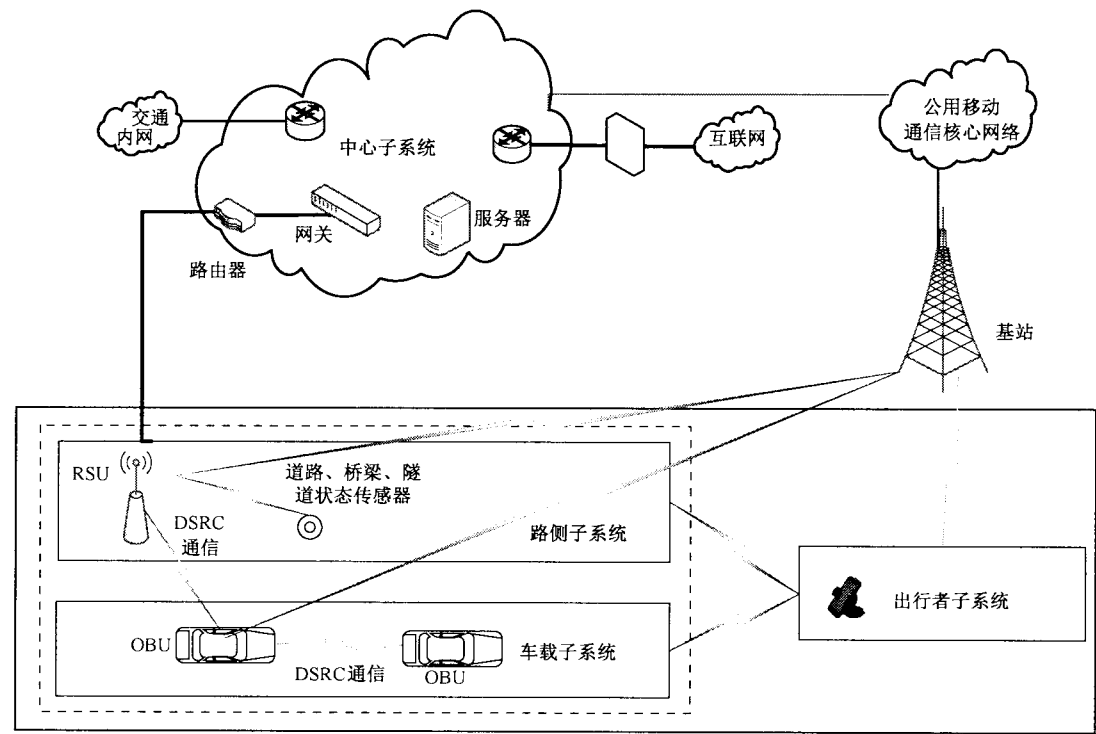 交通
内网
中心子系统
互联网
公用移动
通信核心网络
服务器
网关
路由器
基站
RSU
道路、桥梁、隧
道状态传感器
DSRC
通信
路侧子系统
出行者子系统
OBU
车载子系统
DSRC通信
OBU